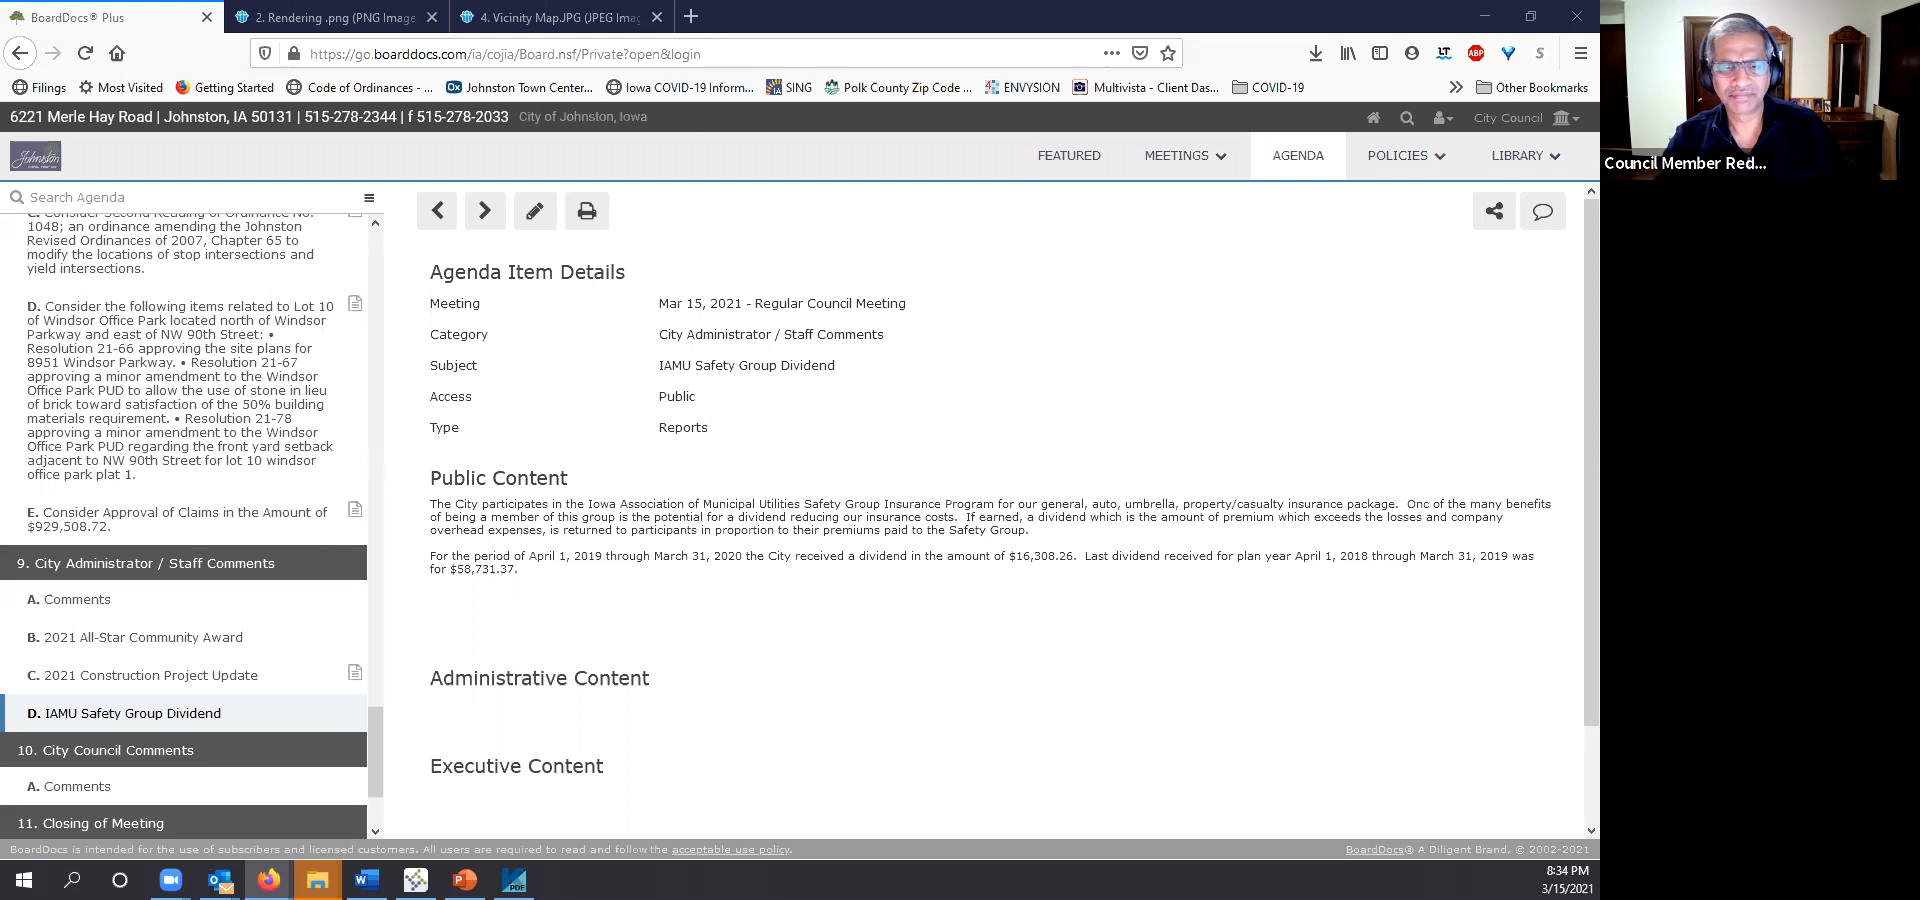 BoardDocs® Plus
2. Rendering .png (PNG Image
4. Vicinity Map.JPG (JPEG Imag
https://go.boarddocs.com/ia/cojia/Board.nsf/Private?open&login
Filings
Most Visited
Getting Started
Code of Ordinances - ...
Johnston Town Center...
Iowa COVID-19 Inform...
SING
Polk County Zip Code ...
ENVYSION
Multivista - Client Das...
COVID-19
Other Bookmarks
6221 Merle Hay Road | Johnston, IA 50131 | 515-278-2344 | f 515-278-2033 City of Johnston, Iowa
City Council
Johnston
FEATURED
MEETINGS
AGENDA
POLICIES
LIBRARY
Search Agenda
C. Consider Second Reading of Ordinance No.
1048; an ordinance amending the Johnston
Revised Ordinances of 2007, Chapter 65 to
modify the locations of stop intersections and
yield intersections.
D. Consider the following items related to Lot 10
of Windsor Office Park located north of Windsor
Parkway and east of NW 90th Street: •
Resolution 21-66 approving the site plans for
8951 Windsor Parkway. • Resolution 21-67
approving a minor amendment to the Windsor
Office Park PUD to allow the use of stone in lieu
of brick toward satisfaction of the 50% building
materials requirement. • Resolution 21-78
approving a minor amendment to the Windsor
Office Park PUD regarding the front yard setback
adjacent to NW 90th Street for lot 10 windsor
office park plat 1.
E. Consider Approval of Claims in the Amount of
$929,508.72.
9. City Administrator / Staff Comments
A. Comments
B. 2021 All-Star Community Award
C. 2021 Construction Project Update
D. IAMU Safety Group Dividend
10. City Council Comments
A. Comments
11. Closing of Meeting
Agenda Item Details
Meeting Mar 15, 2021 - Regular Council Meeting
Category City Administrator / Staff Comments
Subject IAMU Safety Group Dividend
Access Public
Type Reports
Public Content
The City participates in the Iowa Association of Municipal Utilities Safety Group Insurance Program for our general, auto, umbrella, property/casualty insurance package. Onc of the many benefits
of being a member of this group is the potential for a dividend reducing our insurance costs. If earned, a dividend which is the amount of premium which exceeds the losses and company
overhead expenses, is returned to participants in proportion to their premiums paid to the Safety Group.
For the period of April 1, 2019 through March 31, 2020 the City received a dividend in the amount of $16,308.26. Last dividend received for plan year April 1, 2018 through March 31, 2019 was
for $58,731.37.
Administrative Content
Executive Content
BoardDocs is intended for the use of subscribers and licensed customers. All users are required to read and follow the acceptable use policy.
BoardDocs® A Diligent Brand, © 2002-2021
8:34 PM
3/15/2021
Council Member Red...